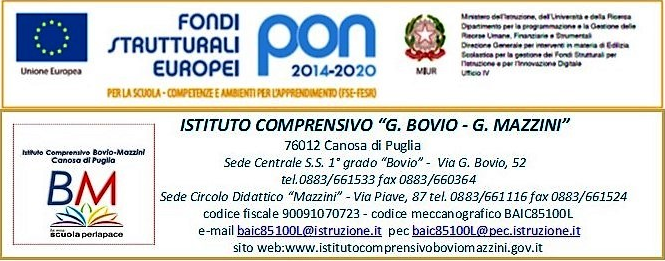 Unione Europea
FONDI
STRUTTURALI
EUROPEI
pon
2014-2020
PER LA SCUOLA - COMPETENZE E AMBIENTI PER L'APPRENDIMENTO (FSE-FESR)
MIUR
Ministero dell'Istruzione, dell'Università e della Ricerca
Dipartimento per la programmazione e la Gestione delle
Risorse Umane, Finanziarie e Strumentali
Direzione Generale per interventi in materia di Edilizia
Scolastica per la gestione dei Fondi Strutturali per
l'Istruzione e per l'Innovazione Digitale
Ufficio IV
Istituto Comprensivo Bovio-Mazzini
Canosa di Puglia
BM
scuolaperlapace
ISTITUTO COMPRENSIVO “G. BOVIO - G. MAZZINI”
76012 Canosa di Puglia
Sede Centrale S.S. 1° grado “Bovio” - Via G. Bovio, 52
tel.0883/661533 fax 0883/660364
Sede Circolo Didattico “Mazzini” - Via Piave, 87 tel. 0883/661116 fax 0883/661524
codice fiscale 90091070723 - codice meccanografico BAIC85100L
e-mail baic85100L@istruzione.it pec baic85100L@pec.istruzione.it
sito web:www.istitutocomprensivoboviomazzini.gov.it